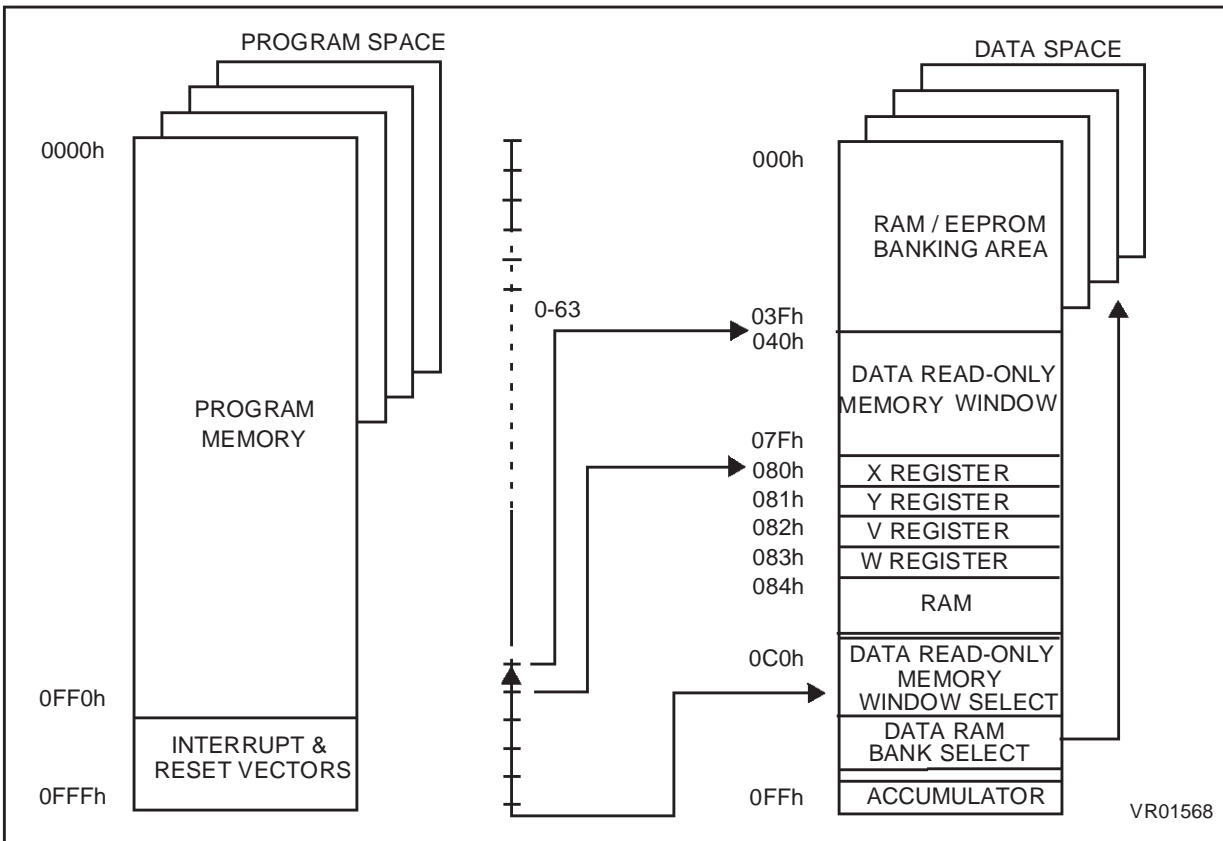 PROGRAM SPACE
0000h
PROGRAM
MEMORY
0FF0h
INTERRUPT &
RESET VECTORS
0FFFh
0-63
DATA SPACE
000h
RAM / EEPROM
BANKING AREA
03Fh
040h
DATA READ-ONLY
MEMORY WINDOW
07Fh
080h
X REGISTER
081h
Y REGISTER
082h
V REGISTER
083h
W REGISTER
084h
RAM
0C0h
DATA READ-ONLY
MEMORY
WINDOW SELECT
DATA RAM
BANK SELECT
0FFh
ACCUMULATOR
VR01568